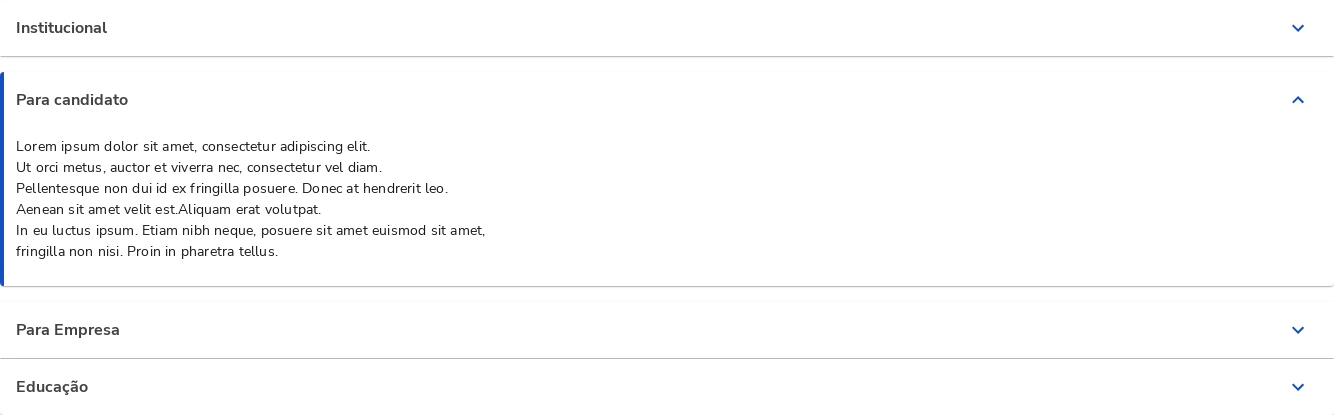 Institucional
Para candidato
Lorem ipsum dolor sit amet, consectetur adipiscing elit.
Ut orci metus, auctor et viverra nec, consectetur vel diam.
Pellentesque non dui id ex fringilla posuere. Donec at hendrerit leo.
Aenean sit amet velit est.Aliquam erat volutpat.
In eu luctus ipsum. Etiam nibh neque, posuere sit amet euismod sit amet,
fringilla non nisi. Proin in pharetra tellus.
Para Empresa
Educação